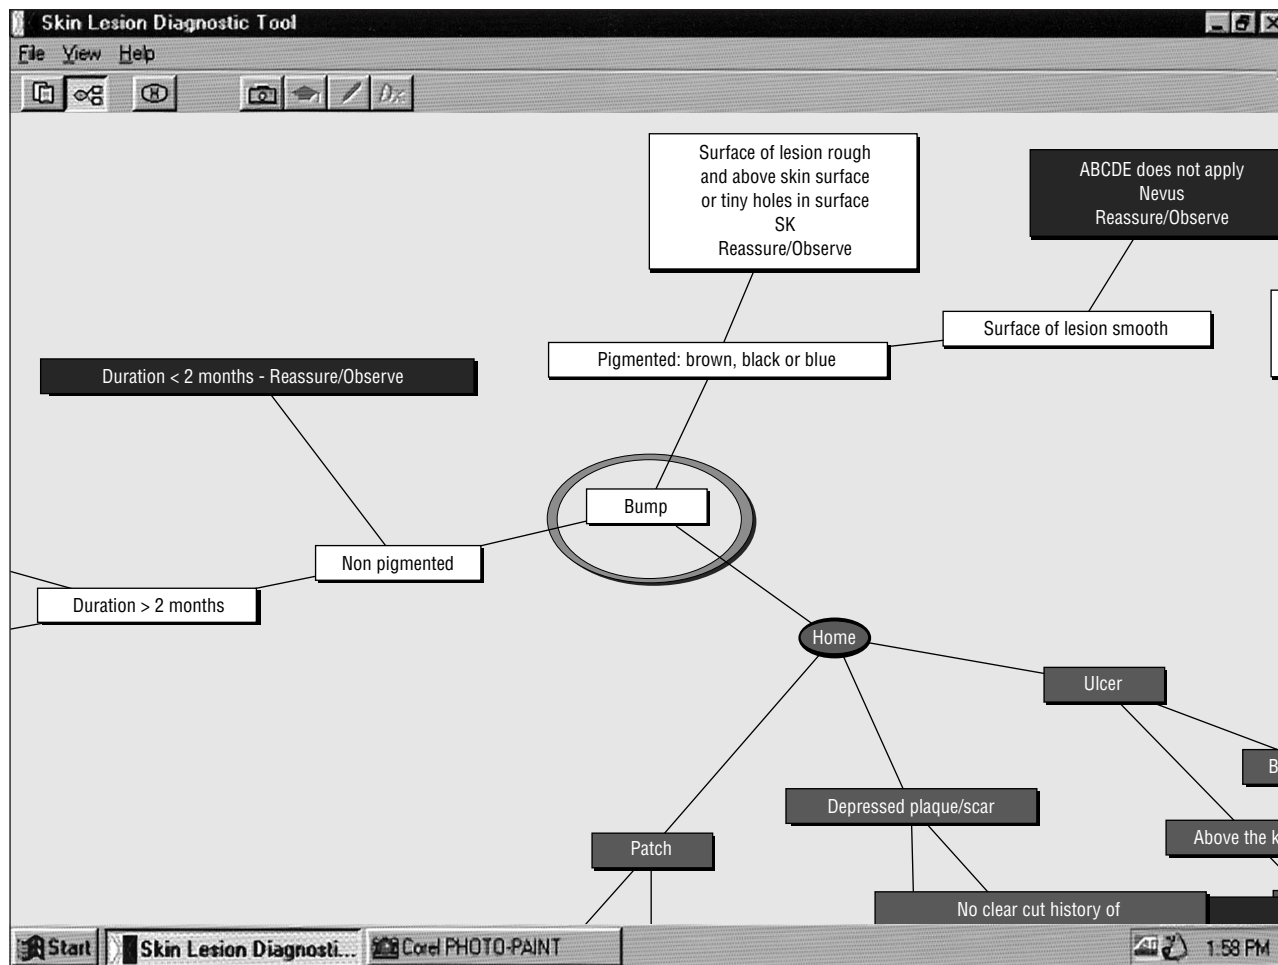 Skin Lesion Diagnostic Tool
File View Help
Dx
Surface of lesion rough
and above skin surface
or tiny holes in surface
SK
Reassure/Observe
ABCDE does not apply
Nevus
Reassure/Observe
Surface of lesion smooth
Pigmented: brown, black or blue
Duration < 2 months - Reassure/Observe
Bump
Non pigmented
Duration > 2 months
Home
Ulcer
B
Depressed plaque/scar
Above the k
Patch
No clear cut history of
Start
Skin Lesion Diagnosti...
Corel PHOTO-PAINT
1:58 PM